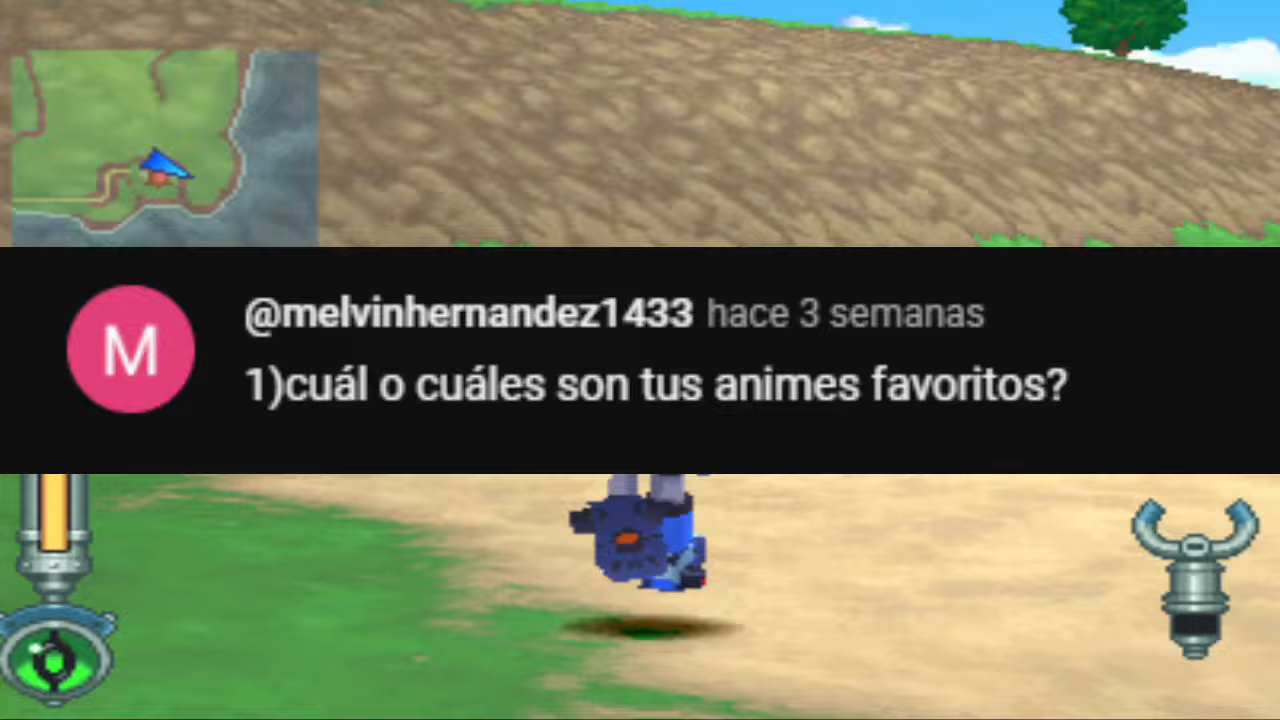 M
@melvinhernandez1433 hace 3 semanas
1)cuál o cuáles son tus animes favoritos?